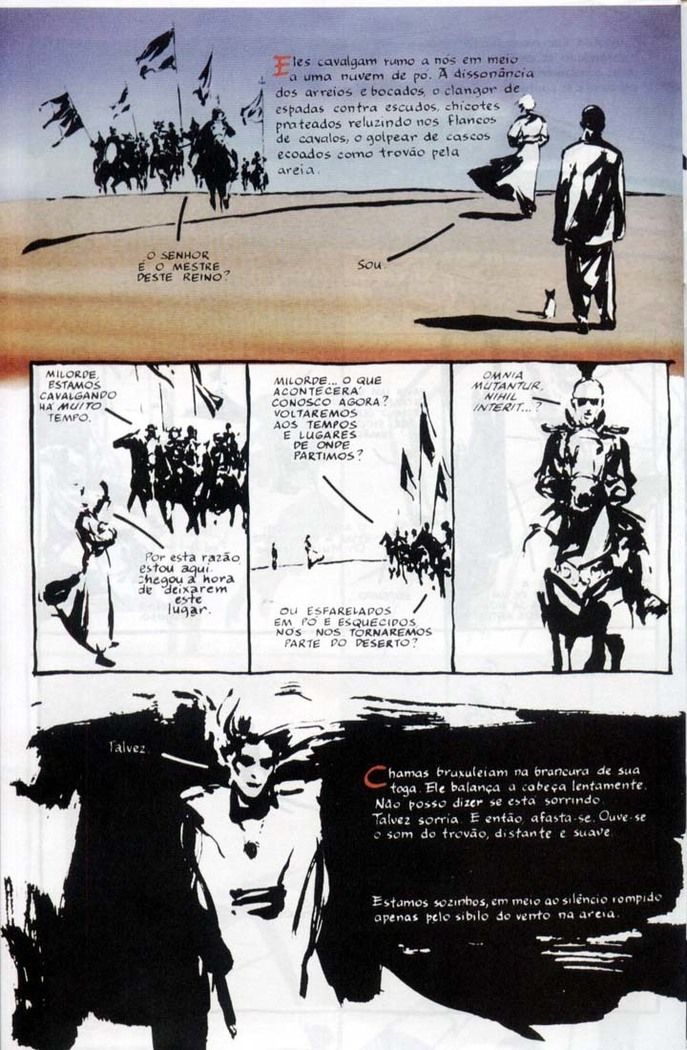 Eles cavalgam rumo a nós em meio
a uma nuvem de pó. A dissonância
dos arreios e bocados, o clangor de
espadas contra escudos, chicotes
prateados reluzindo nos flancos
de cavalos, o golpear de cascos
ecoados como trovão pela
areia.
O SENHOR
É O MESTRE
DESTE REINO?
SOU.
MILORDE,
ESTAMOS
CAVALGANDO
HÁ MUITO
TEMPO.
Por esta razão
estou aqui.
chegou a hora
de deixarem
este
lugar.
MILORDE... O QUE
ACONTECERÁ
CONOSCO AGORA?
VOLTAREMOS
AOS TEMPOS
E LUGARES
DE ONDE
PARTIMOS?
OU ESFARELADOS
EM PÓ E ESQUECIDOS
NÓS NOS TORNAREMOS
PARTE DO DESERTO?
OMNIA
MUTANTUR,
NIHIL
INTERIT...?
Talvez.
Chamas bruxuleiam na brancura de sua
toga. Ele balança a cabeça lentamente.
Não posso dizer se está sorrindo.
Talvez sorria. E então, afasta-se. Ouve-se
o som do trovão, distante e suave.
Estamos sozinhos, em meio ao silêncio rompido
apenas pelo sibilo do vento na areia.